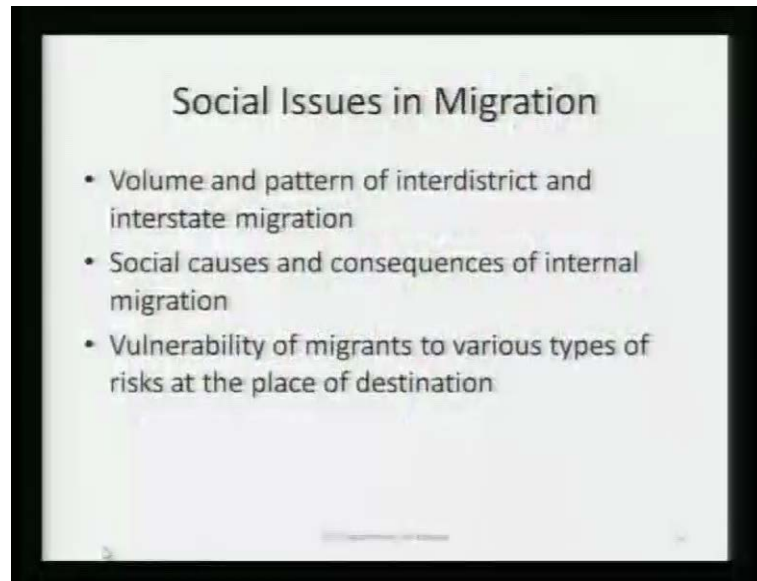 Social Issues in Migration
• Volume and pattern of interdistrict and
interstate migration
• Social causes and consequences of internal
migration
• Vulnerability of migrants to various types of
risks at the place of destination